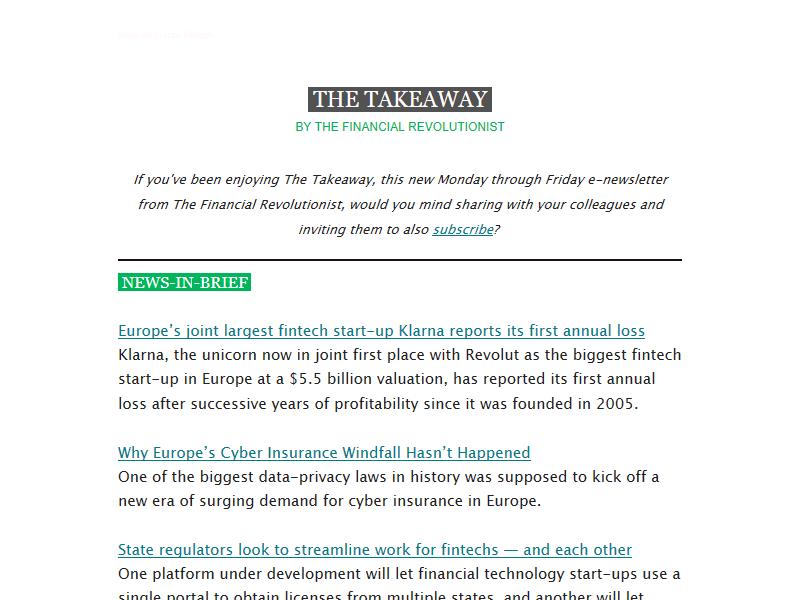 THE TAKEAWAY
BY THE FINANCIAL REVOLUTIONIST
If you've been enjoying The Takeaway, this new Monday through Friday e-newsletter
from The Financial Revolutionist, would you mind sharing with your colleagues and
inviting them to also subscribe?
NEWS-IN-BRIEF
Europe’s joint largest fintech start-up Klarna reports its first annual loss
Klarna, the unicorn now in joint first place with Revolut as the biggest fintech
start-up in Europe at a $5.5 billion valuation, has reported its first annual
loss after successive years of profitability since it was founded in 2005.
Why Europe’s Cyber Insurance Windfall Hasn’t Happened
One of the biggest data-privacy laws in history was supposed to kick off a
new era of surging demand for cyber insurance in Europe.
State regulators look to streamline work for fintechs — and each other
One platform under development will let financial technology start-ups use a
single portal to obtain licenses from multiple states, and another will let